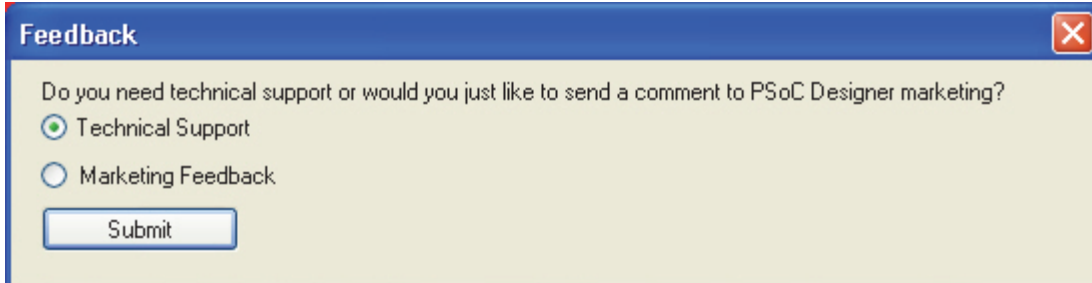 Feedback
Do you need technical support or would you just like to send a comment to PSoC Designer marketing?
Technical Support
Marketing Feedback
Submit